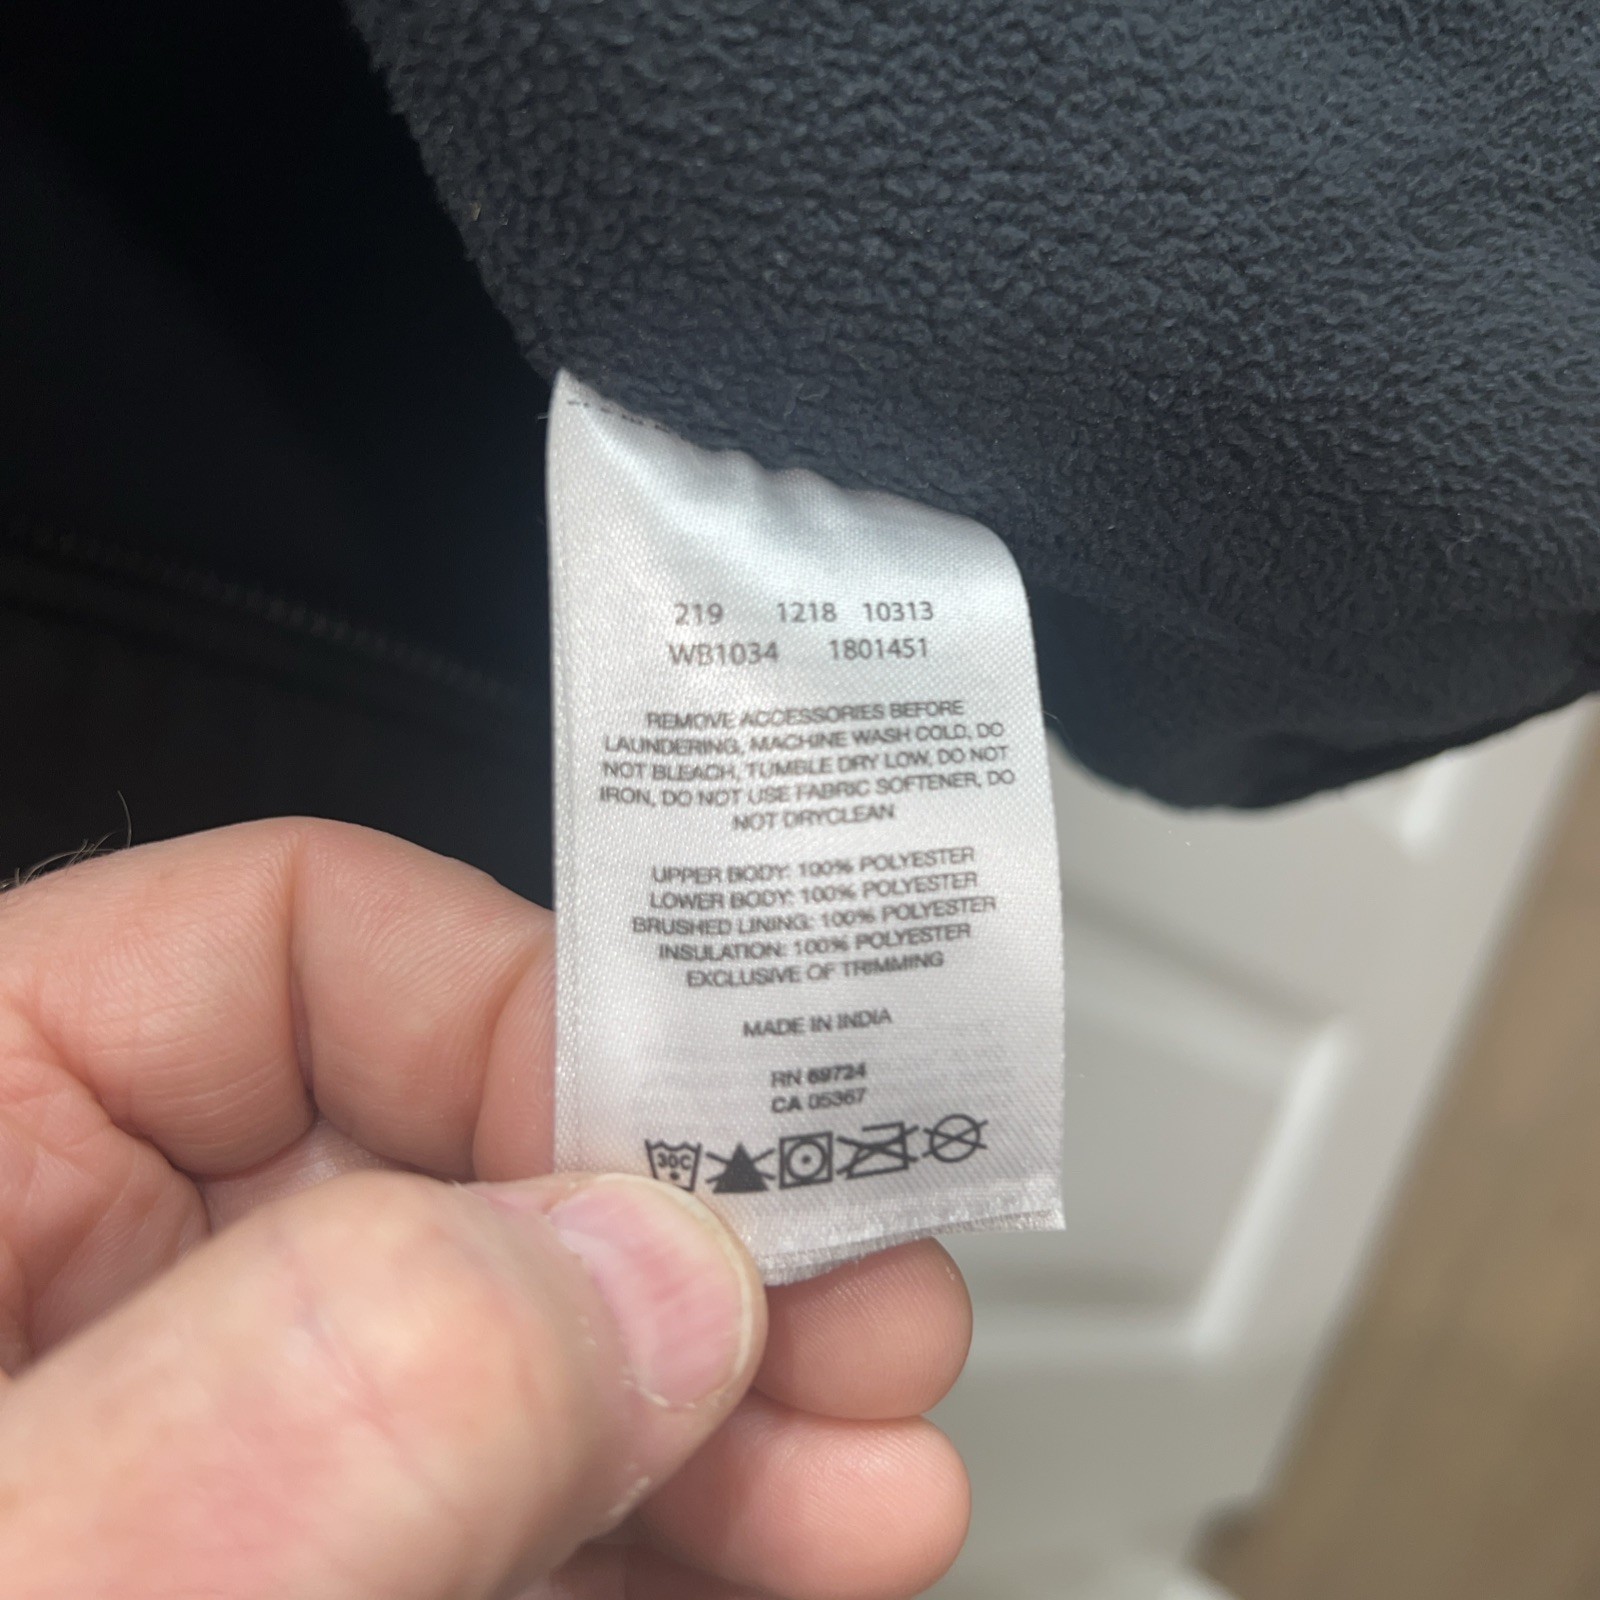 219 1218 10313
WB1034 1801451
REMOVE ACCESSORIES BEFORE
LAUNDERING, MACHINE WASH COLD, DO
NOT BLEACH, TUMBLE DRY LOW, DO NOT
IRON, DO NOT USE FABRIC SOFTENER, DO
NOT DRYCLEAN
UPPER BODY: 100% POLYESTER
LOWER BODY: 100% POLYESTER
BRUSHED LINING: 100% POLYESTER
INSULATION: 100% POLYESTER
EXCLUSIVE OF TRIMMING
MADE IN INDIA
RN 69724
CA 05367
30C